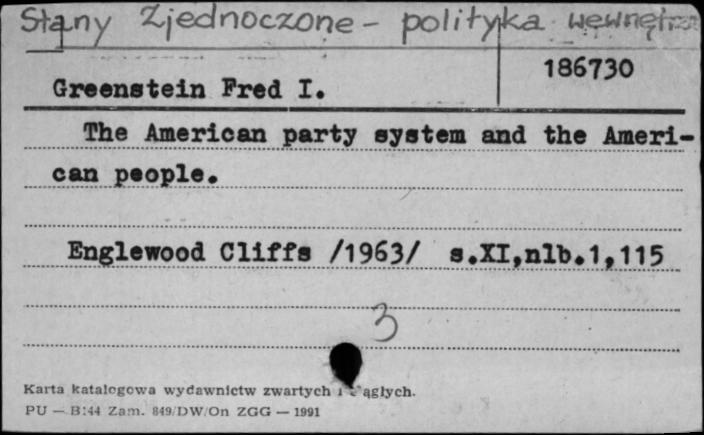 Stany Zjednoczone - polityka wewnętrzna
186730
Greenstein Fred I.
The American party system and the Ameri-
can people.
Englewood Cliffs /1963/ s.XI,nlb.1,115
3
Karta katalogowa wydawnictw zwartych i ciągłych.
PU — B:44 Zam. 849/DW/On ZGG — 1991